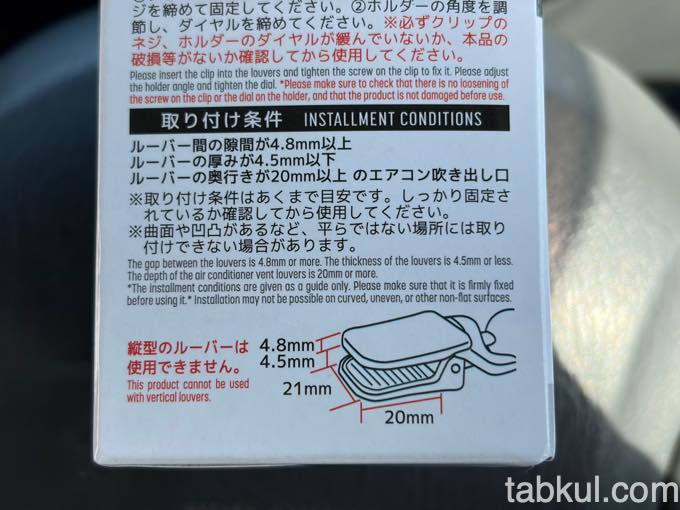 ジを締めて固定してください。②ホルダーの角度を調
節し、ダイヤルを締めてください。※必ずクリップの
ネジ、ホルダーのダイヤルが緩んでいないか、本品の
破損等がないか確認してから使用してください。
Please insert the clip into the louvers and tighten the screw on the clip to fix it. Please adjust
the holder angle and tighten the dial. *Please make sure to check that there is no loosening of
the screw on the clip or the dial on the holder, and that the product is not damaged before use.
取り付け条件 INSTALLMENT CONDITIONS
ルーバー間の隙間が4.8mm以上
ルーバーの厚みが4.5mm以下
ルーバーの奥行きが20mm以上 のエアコン吹き出し口
※取り付け条件はあくまで目安です。しっかり固定さ
れているか確認してから使用してください。
※曲面や凹凸があるなど、平らではない場所には取り
付けできない場合があります。
The gap between the louvers is 4.8mm or more. The thickness of the louvers is 4.5mm or less.
The depth of the air conditioner vent louvers is 20mm or more.
*The installment conditions are given as a guide only. Please make sure that it is firmly fixed
before using it.* Installation may not be possible on curved, uneven, or other non-flat surfaces.
縦型のルーバーは
使用できません。
This product cannot be used
with vertical louvers.
4.8mm
4.5mm
21mm
20mm
tabkul.com